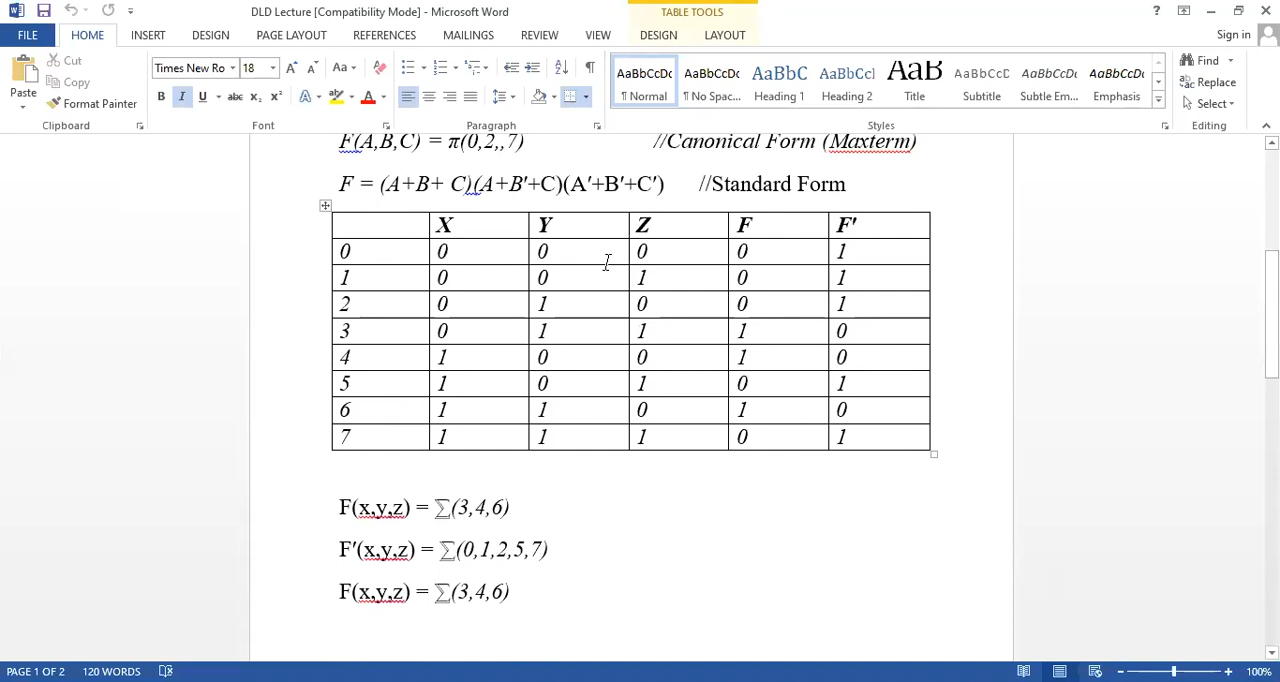 DLD Lecture [Compatibility Mode] - Microsoft Word
TABLE TOOLS
?
FILE HOME INSERT DESIGN PAGE LAYOUT REFERENCES MAILINGS REVIEW VIEW DESIGN LAYOUT Sign in
Paste
Cut
Copy
Format Painter
Clipboard
Times New Ro 18
Aa
B I U abc x₂ x²
Font
Paragraph
AaBbCcDc AaBbCcDc AaBbC AaBbCcl AaB AaBbCcD AaBbCcDc AaBbCcDc
¶ Normal ¶ No Spac... Heading 1 Heading 2 Title Subtitle Subtle Em... Emphasis
Styles
Find
Replace
Select
Editing
F(A,B,C) = π(0,2,,7) //Canonical Form (Maxterm)
F = (A+B+ C)(A+B'+C)(A'+B'+C') //Standard Form
X Y Z F F'
0 0 0 0 0 1
1 0 0 1 0 1
2 0 1 0 0 1
3 0 1 1 1 0
4 1 0 0 1 0
5 1 0 1 0 1
6 1 1 0 1 0
7 1 1 1 0 1
F(x,y,z) = ∑(3,4,6)
F'(x,y,z) = ∑(0,1,2,5,7)
F(x,y,z) = ∑(3,4,6)
PAGE 1 OF 2 120 WORDS 100%